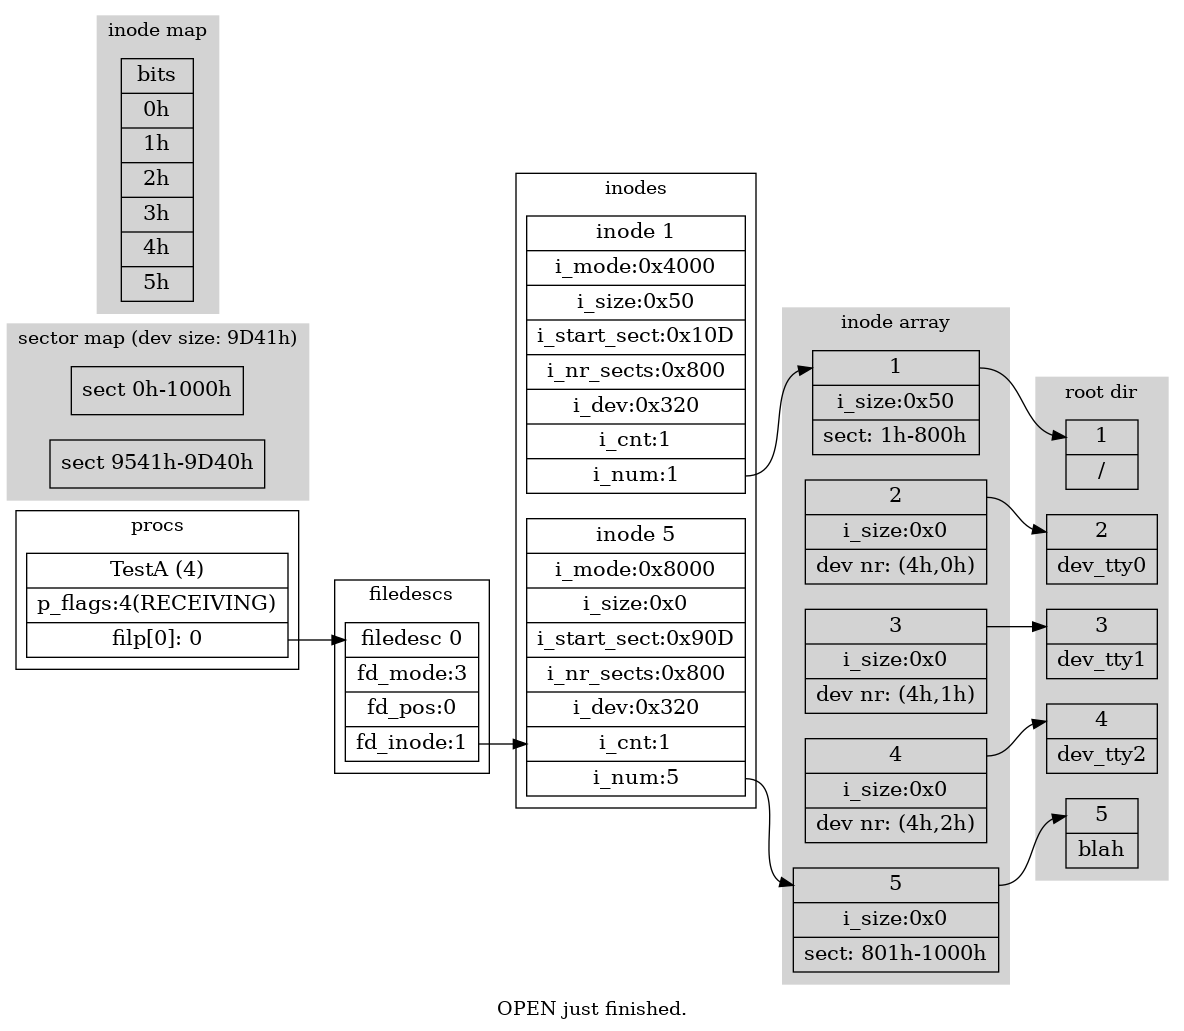 inode map
bits
0h
1h
2h
3h
4h
5h
sector map (dev size: 9D41h)
sect 0h-1000h
sect 9541h-9D40h
procs
TestA (4)
p_flags:4(RECEIVING)
filp[0]: 0
filedescs
filedesc 0
fd_mode:3
fd_pos:0
fd_inode:1
inodes
inode 1
i_mode:0x4000
i_size:0x50
i_start_sect:0x10D
i_nr_sects:0x800
i_dev:0x320
i_cnt:1
i_num:1
inode 5
i_mode:0x8000
i_size:0x0
i_start_sect:0x90D
i_nr_sects:0x800
i_dev:0x320
i_cnt:1
i_num:5
inode array
1
i_size:0x50
sect: 1h-800h
2
i_size:0x0
dev nr: (4h,0h)
3
i_size:0x0
dev nr: (4h,1h)
4
i_size:0x0
dev nr: (4h,2h)
5
i_size:0x0
sect: 801h-1000h
root dir
1
/
2
dev_tty0
3
dev_tty1
4
dev_tty2
5
blah
OPEN just finished.